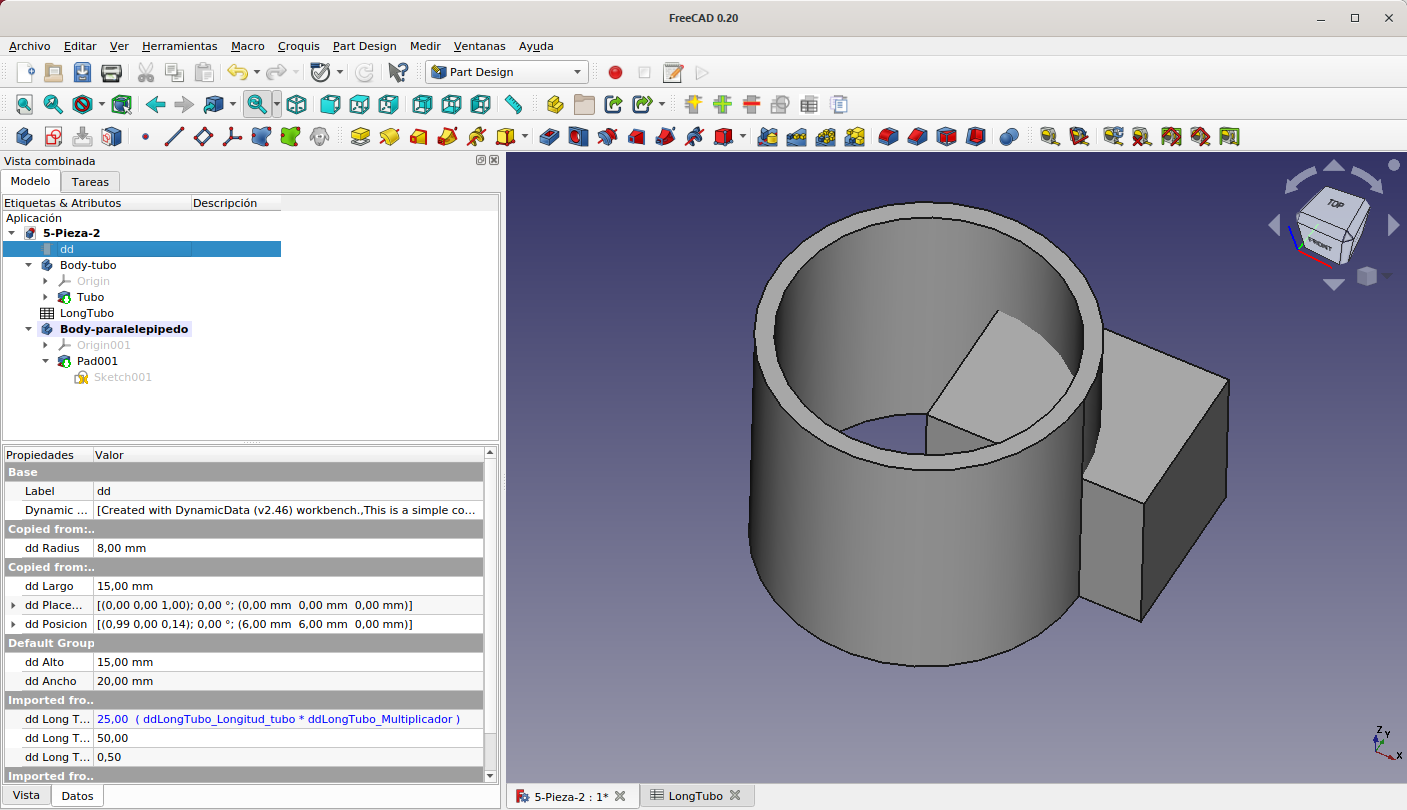 FreeCAD 0.20
Archivo Editar Ver Herramientas Macro Croquis Part Design Medir Ventanas Ayuda
Part Design
Vista combinada
Modelo Tareas
Etiquetas & Atributos Descripción
Aplicación
5-Pieza-2
dd
Body-tubo
Origin
Tubo
LongTubo
Body-paralelepipedo
Origin001
Pad001
Sketch001
Propiedades Valor
Base
Label dd
Dynamic ... [Created with DynamicData (v2.46) workbench.,This is a simple co...
Copied from:..
dd Radius 8,00 mm
Copied from:..
dd Largo 15,00 mm
dd Place... [(0,00 0,00 1,00); 0,00 °; (0,00 mm 0,00 mm 0,00 mm)]
dd Posicion [(0,99 0,00 0,14); 0,00 °; (6,00 mm 6,00 mm 0,00 mm)]
Default Group
dd Alto 15,00 mm
dd Ancho 20,00 mm
Imported fro..
dd Long T... 25,00 ( ddLongTubo_Longitud_tubo * ddLongTubo_Multiplicador )
dd Long T... 50,00
dd Long T... 0,50
Imported fro..
Vista Datos
TOP
FRONT
Z
Y
X
5-Pieza-2 : 1*
LongTubo